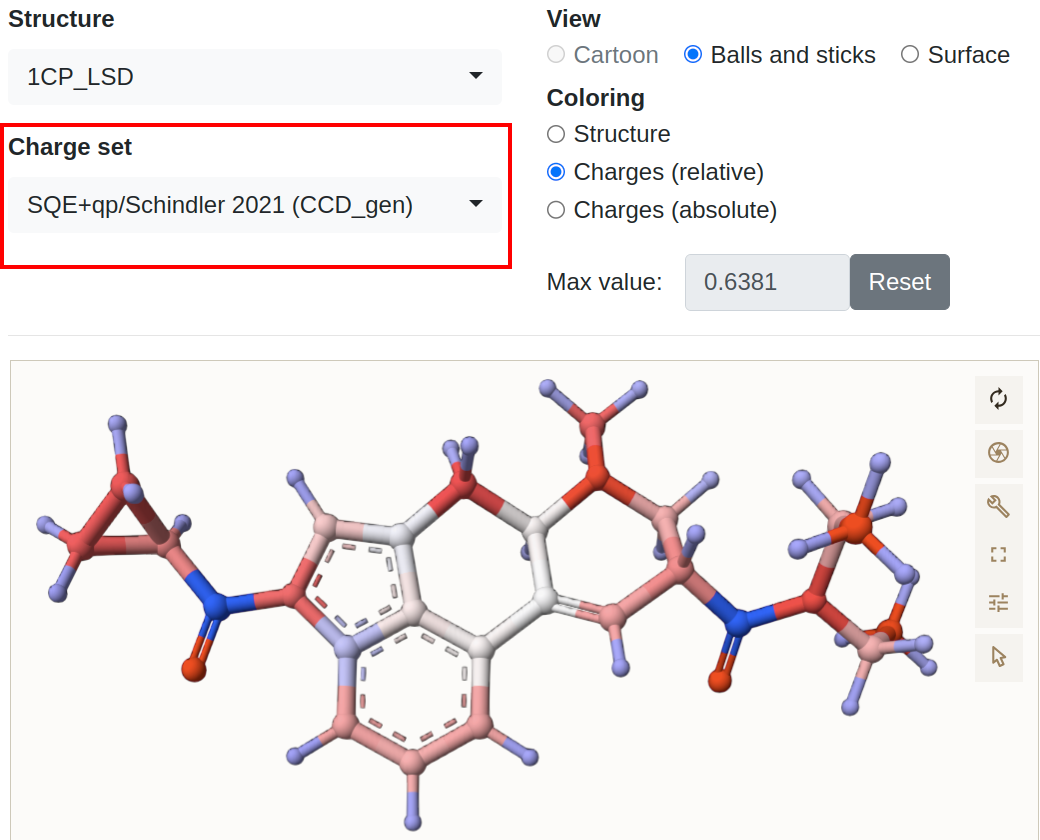 Structure
1CP_LSD
Charge set
SQE+qp/Schindler 2021 (CCD_gen)
View
Cartoon
Balls and sticks
Surface
Coloring
Structure
Charges (relative)
Charges (absolute)
Max value:
0.6381
Reset